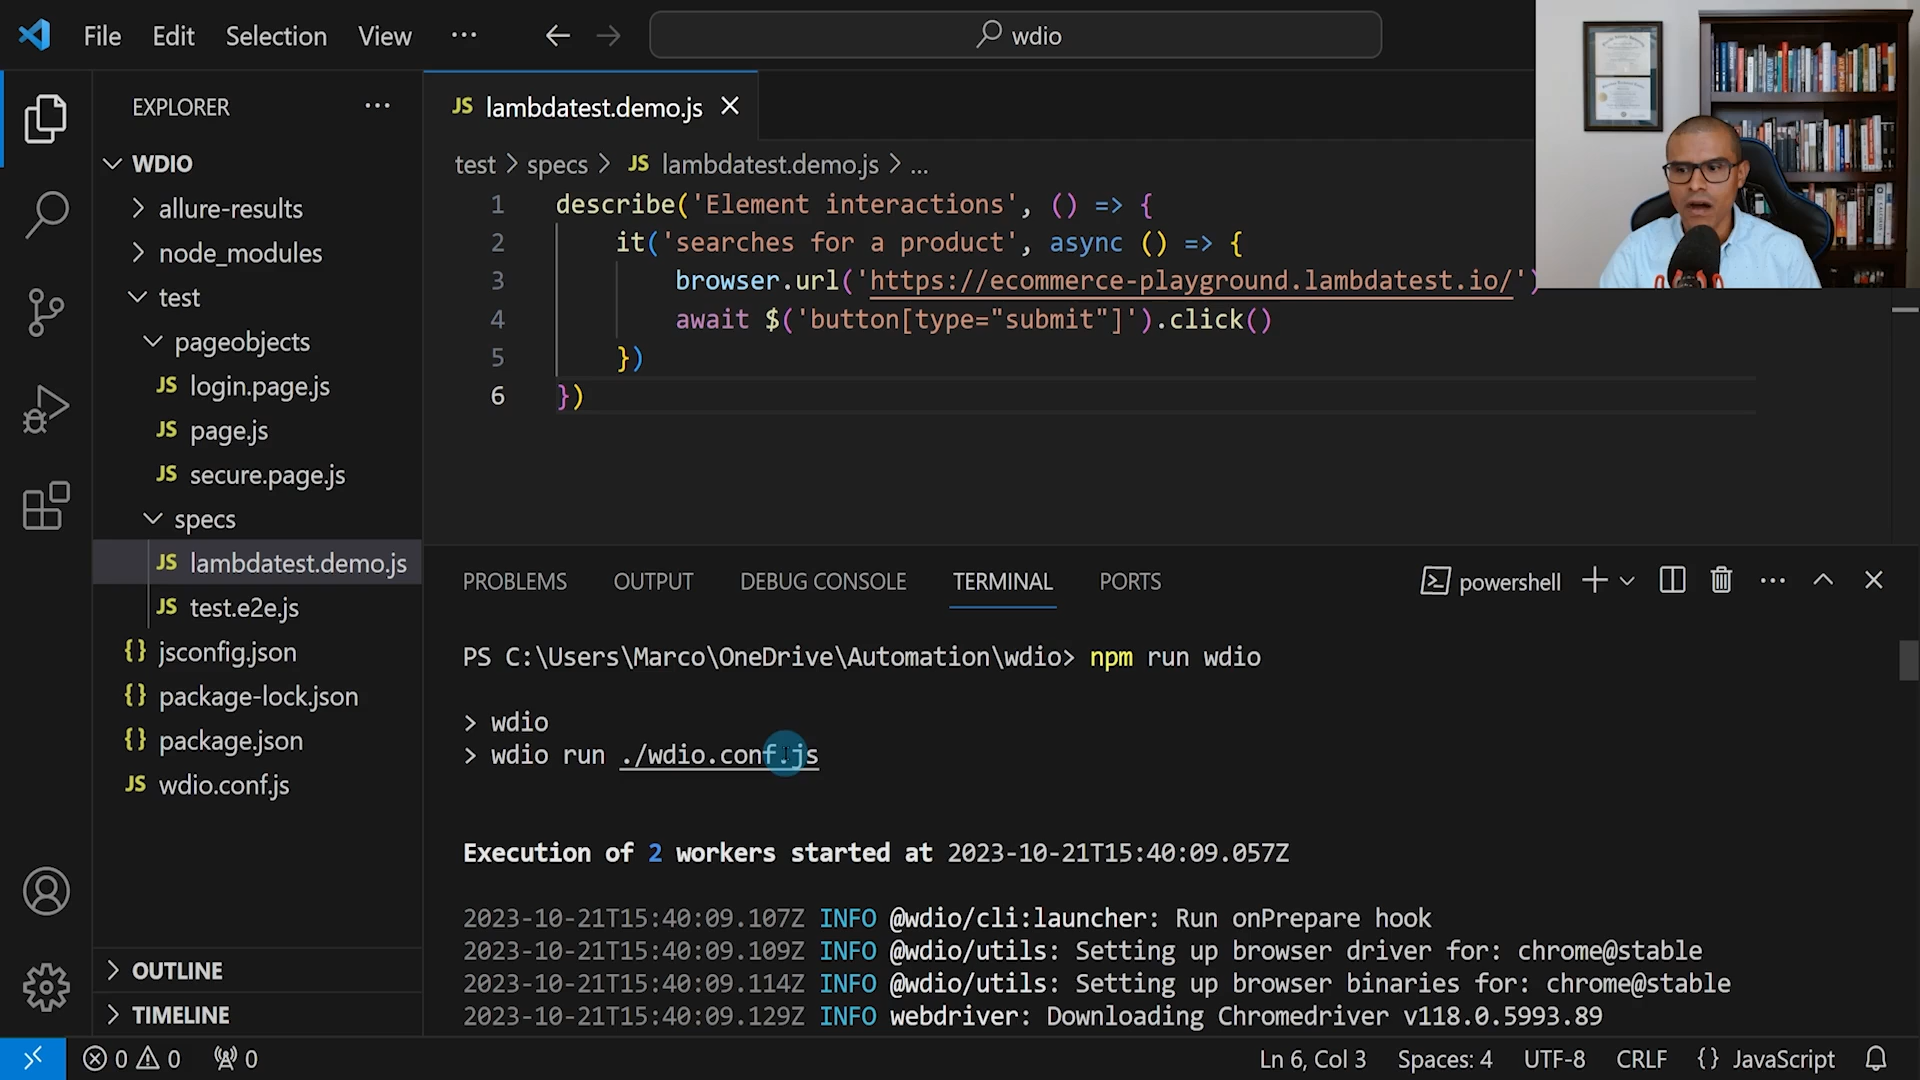 File Edit Selection View ···
wdio
EXPLORER ···
WDIO
allure-results
node_modules
test
pageobjects
JS login.page.js
JS page.js
JS secure.page.js
specs
JS lambdatest.demo.js
JS test.e2e.js
{} jsconfig.json
{} package-lock.json
{} package.json
JS wdio.conf.js
OUTLINE
TIMELINE
JS lambdatest.demo.js
test > specs > JS lambdatest.demo.js > ...
1 describe('Element interactions', () => {
2 it('searches for a product', async () => {
3 browser.url('https://ecommerce-playground.lambdatest.io/')
4 await $('button[type="submit"]').click()
5 })
6 })
PROBLEMS OUTPUT DEBUG CONSOLE TERMINAL PORTS
powershell
PS C:\Users\Marco\OneDrive\Automation\wdio> npm run wdio
> wdio
> wdio run ./wdio.conf.js
Execution of 2 workers started at 2023-10-21T15:40:09.057Z
2023-10-21T15:40:09.107Z INFO @wdio/cli:launcher: Run onPrepare hook
2023-10-21T15:40:09.109Z INFO @wdio/utils: Setting up browser driver for: chrome@stable
2023-10-21T15:40:09.114Z INFO @wdio/utils: Setting up browser binaries for: chrome@stable
2023-10-21T15:40:09.129Z INFO webdriver: Downloading Chromedriver v118.0.5993.89
0 0 0
Ln 6, Col 3 Spaces: 4 UTF-8 CRLF {} JavaScript